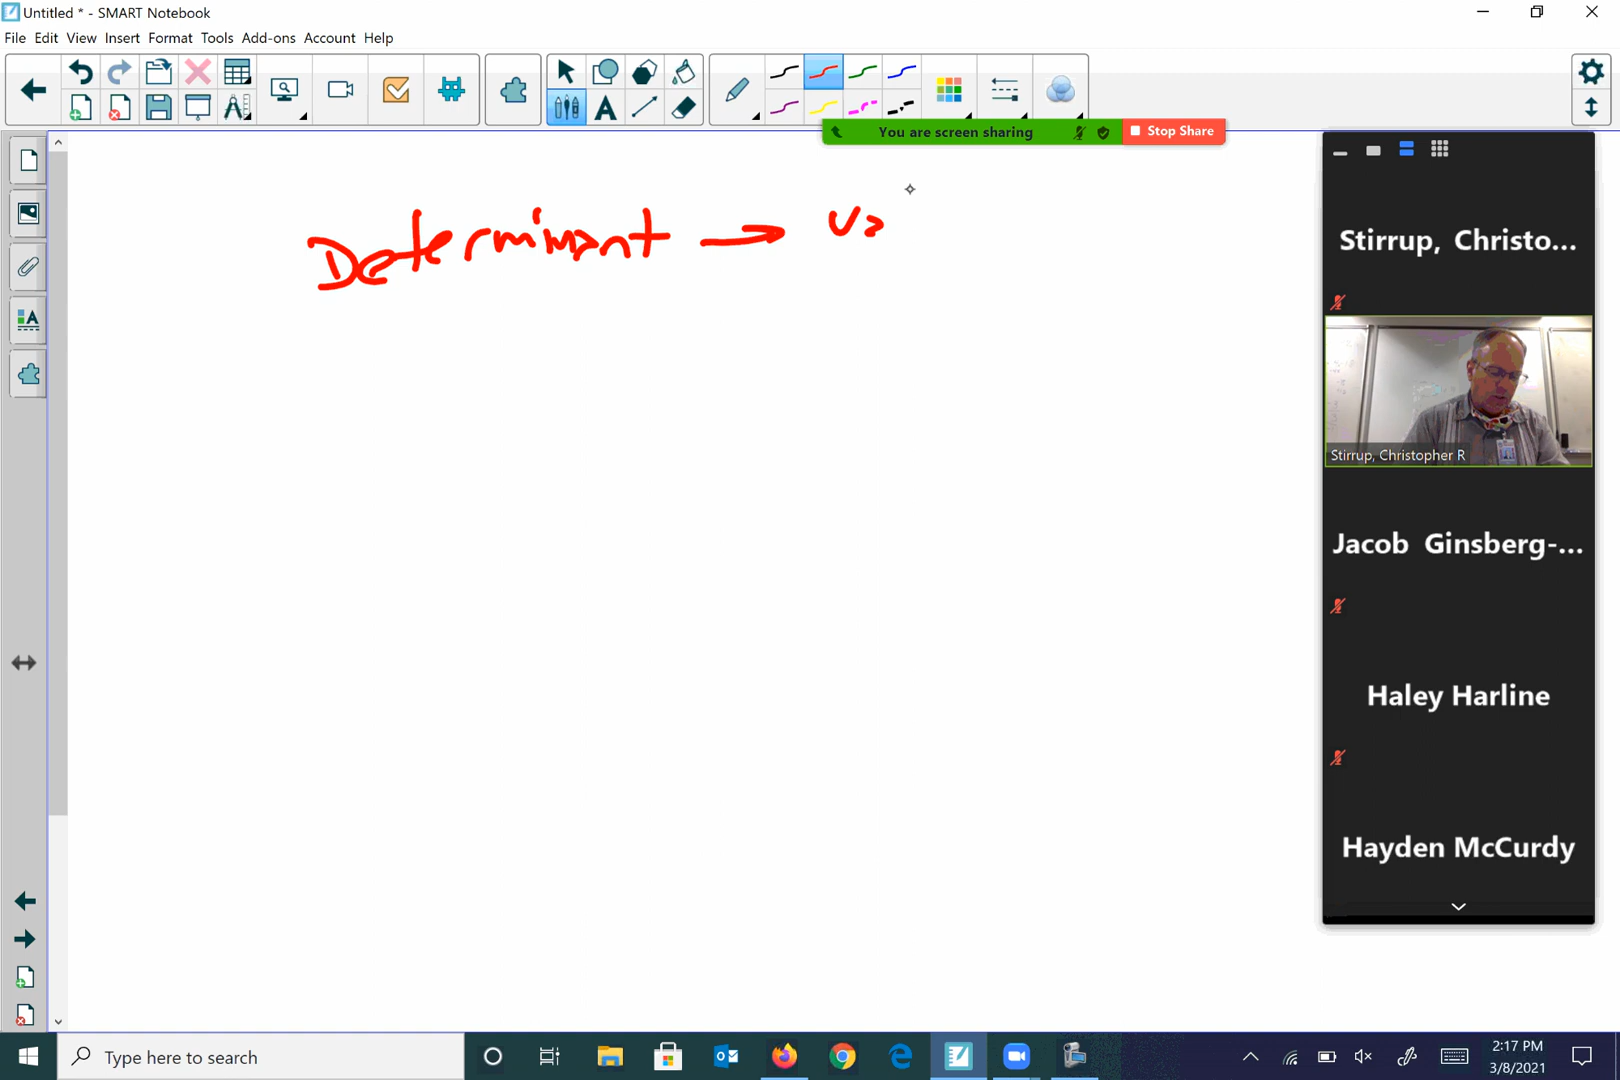 Untitled * - SMART Notebook
File Edit View Insert Format Tools Add-ons Account Help
You are screen sharing
Stop Share
Determinant → va
Stirrup, Christo...
Stirrup, Christopher R
Jacob Ginsberg-...
Haley Harline
Hayden McCurdy
Type here to search
2:17 PM
3/8/2021